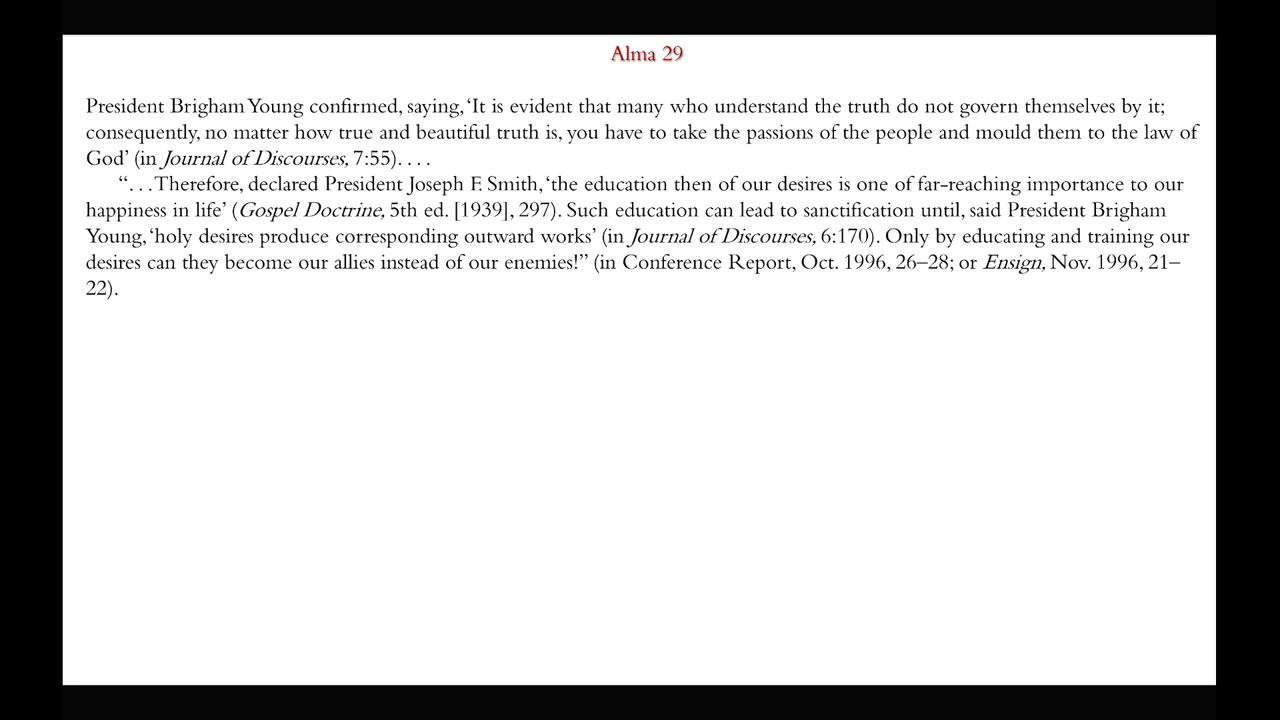 Alma 29
President Brigham Young confirmed, saying, ‘It is evident that many who understand the truth do not govern themselves by it;
consequently, no matter how true and beautiful truth is, you have to take the passions of the people and mould them to the law of
God’ (in Journal of Discourses, 7:55). . . .
“. . .Therefore, declared President Joseph F. Smith, ‘the education then of our desires is one of far-reaching importance to our
happiness in life’ (Gospel Doctrine, 5th ed. [1939], 297). Such education can lead to sanctification until, said President Brigham
Young, ‘holy desires produce corresponding outward works’ (in Journal of Discourses, 6:170). Only by educating and training our
desires can they become our allies instead of our enemies!” (in Conference Report, Oct. 1996, 26–28; or Ensign, Nov. 1996, 21–
22).